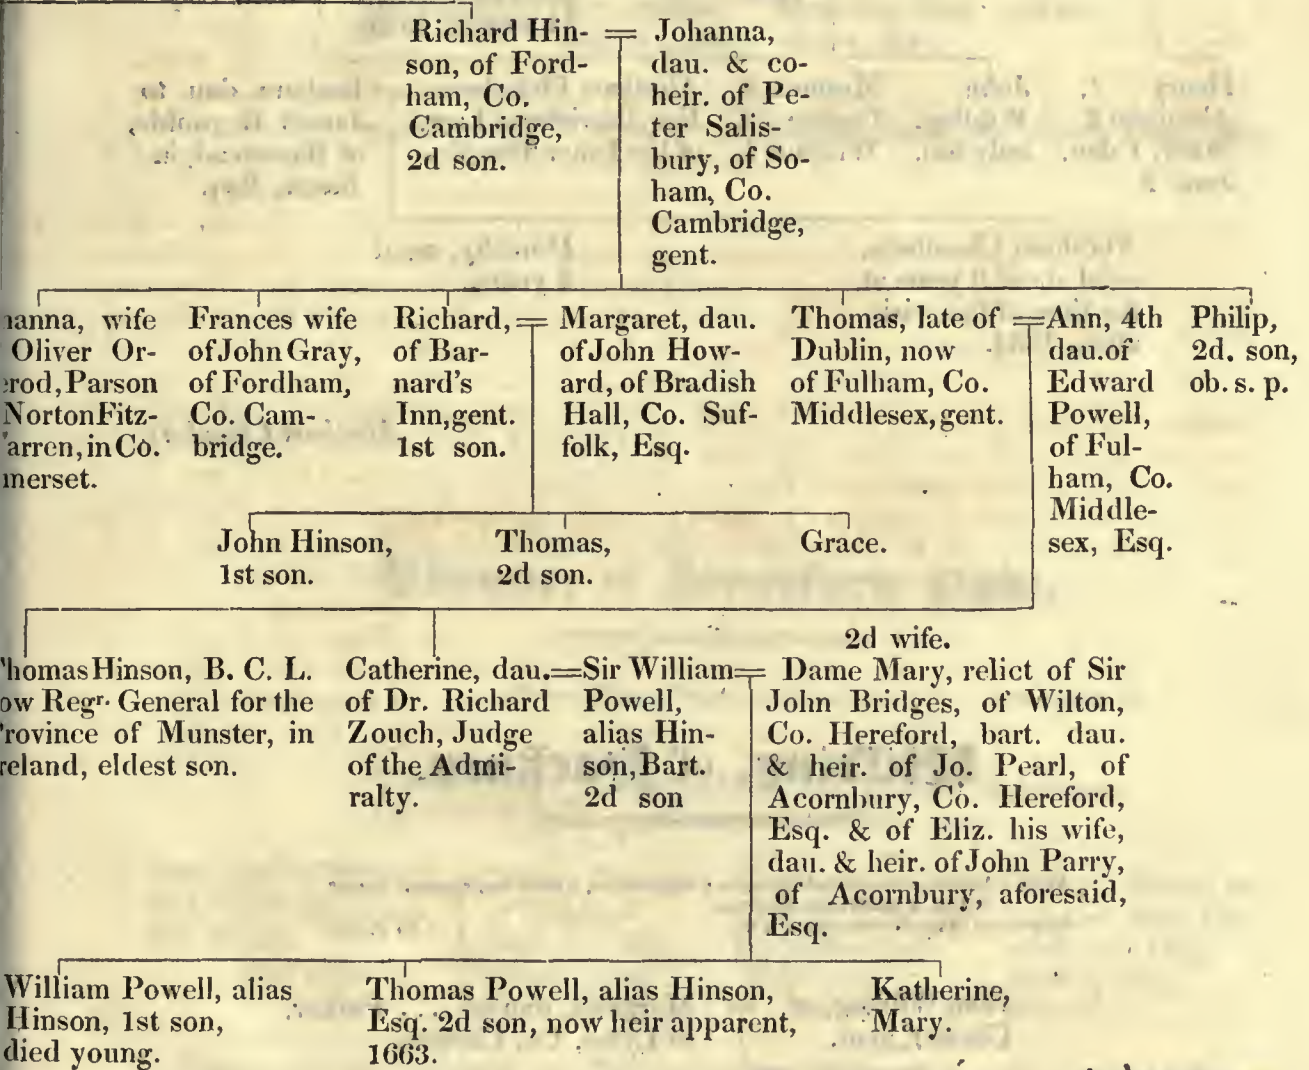 Richard Hin-
son, of Ford-
ham, Co.
Cambridge,
2d son.
Johanna,
dau. & co-
heir. of Pe-
ter Salis-
bury, of So-
ham, Co.
Cambridge,
gent.
anna, wife
Oliver Or-
rod, Parson
Norton Fitz-
arren, in Co.
merset.
Frances wife
of John Gray,
of Fordham,
Co. Cam-
bridge.
Richard,
of Bar-
nard's
Inn, gent.
1st son.
Margaret, dau.
of John How-
ard, of Bradish
Hall, Co. Suf-
folk, Esq.
Thomas, late of
Dublin, now
of Fulham, Co.
Middlesex, gent.
Ann, 4th
dau. of
Edward
Powell,
of Ful-
ham, Co.
Middle-
sex, Esq.
Philip,
2d. son,
ob. s. p.
John Hinson,
1st son.
Thomas,
2d son.
Grace.
homas Hinson, B. C. L.
ow Regr. General for the
rovince of Munster, in
reland, eldest son.
Catherine, dau.
of Dr. Richard
Zouch, Judge
of the Admi-
ralty.
Sir William
Powell,
alias Hin-
son, Bart.
2d son
2d wife.
Dame Mary, relict of Sir
John Bridges, of Wilton,
Co. Hereford, bart. dau.
& heir. of Jo. Pearl, of
Acornbury, Co. Hereford,
Esq. & of Eliz. his wife,
dau. & heir. of John Parry,
of Acornbury, aforesaid,
Esq.
William Powell, alias
Hinson, 1st son,
died young.
Thomas Powell, alias Hinson,
Esq. 2d son, now heir apparent,
1663.
Katherine,
Mary.